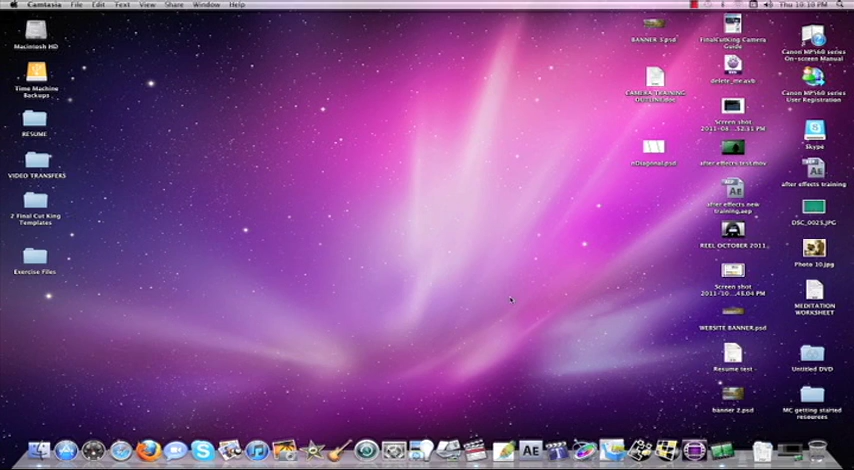 Camtasia File Edit Text View Share Window Help
Thu 10:10 PM
Macintosh HD
Time Machine
Backups
RESUME
VIDEO TRANSFERS
2 Final Cut King
Templates
Exercise Files
BANNER 3.psd
CAMERA TRAINING
OUTLINE.doc
nDiagonal.psd
FinalCutKing Camera
Guide
delete_me.avb
Screen shot
after effects test.mov
AE
after effects new
training.aep
REEL OCTOBER 2011..
Screen shot
WEBSITE BANNER.psd
Resume test
banner 2.psd
Canon MP560 series
On-screen Manual
Canon MP560 series
User Registration
Skype
AE
after effects training
DSC_0023.JPG
Photo 10.jpg
MEDITATION
WORKSHEET
Untitled DVD
MC getting started
resources
AE